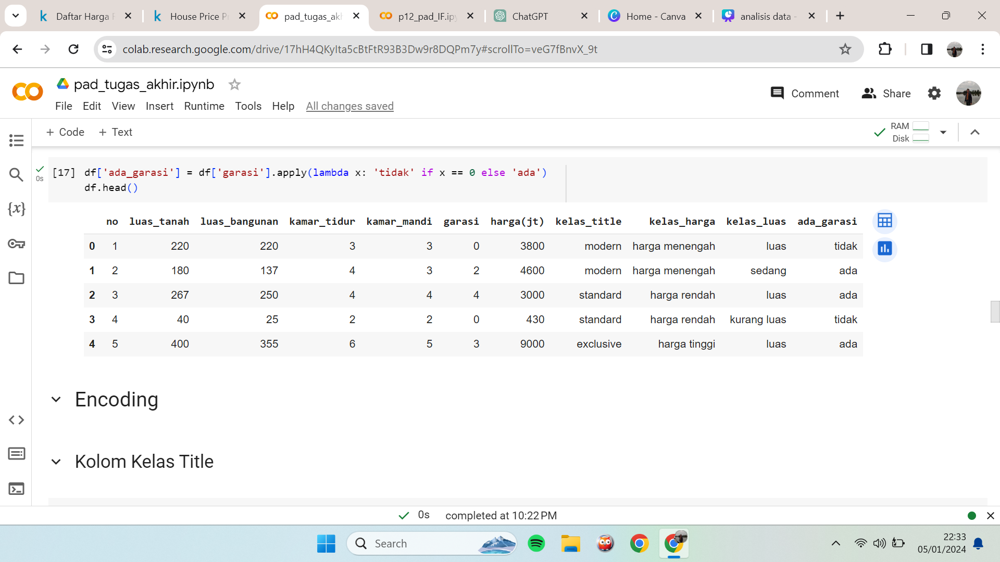 Daftar Harga R
House Price P
pad_tugas_akh
p12_pad_IF.ipy
ChatGPT
Home - Canva
analisis data -
colab.research.google.com/drive/17hH4QKyIta5cBtFtR93B3Dw9r8DQPm7y#scrollTo=veG7fBnvX_9t
pad_tugas_akhir.ipynb
File Edit View Insert Runtime Tools Help All changes saved
Comment Share
+ Code + Text
RAM
Disk
0s
[17] df['ada_garasi'] = df['garasi'].apply(lambda x: 'tidak' if x == 0 else 'ada')
df.head()
no luas_tanah luas_bangunan kamar_tidur kamar_mandi garasi harga(jt) kelas_title kelas_harga kelas_luas ada_garasi
0 1 220 220 3 3 0 3800 modern harga menengah luas tidak
1 2 180 137 4 3 2 4600 modern harga menengah sedang ada
2 3 267 250 4 4 4 3000 standard harga rendah luas ada
3 4 40 25 2 2 0 430 standard harga rendah kurang luas tidak
4 5 400 355 6 5 3 9000 exclusive harga tinggi luas ada
Encoding
Kolom Kelas Title
0s completed at 10:22 PM
Search
22:33
05/01/2024